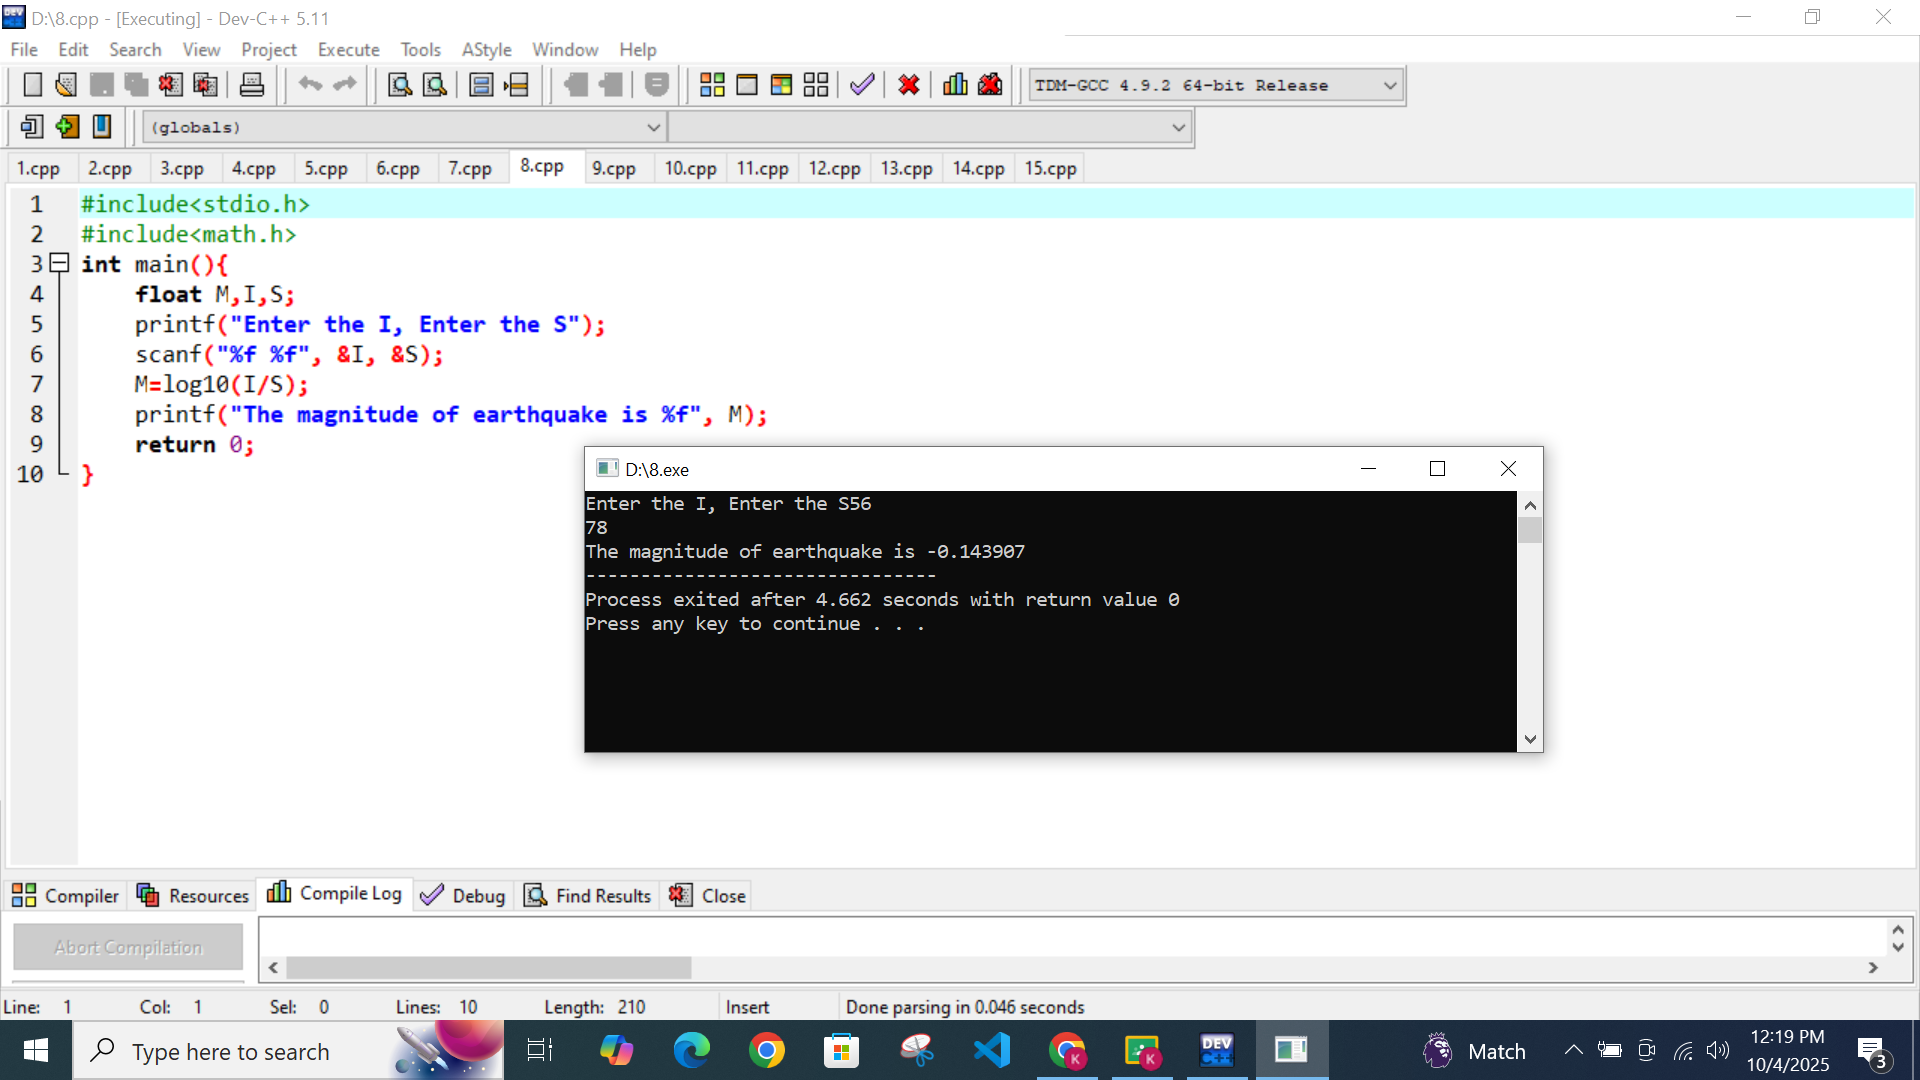 D:\8.cpp - [Executing] - Dev-C++ 5.11
File Edit Search View Project Execute Tools AStyle Window Help
TDM-GCC 4.9.2 64-bit Release
(globals)
1.cpp 2.cpp 3.cpp 4.cpp 5.cpp 6.cpp 7.cpp 8.cpp 9.cpp 10.cpp 11.cpp 12.cpp 13.cpp 14.cpp 15.cpp
1 #include<stdio.h>
2 #include<math.h>
3 int main(){
4 float M,I,S;
5 printf("Enter the I, Enter the S");
6 scanf("%f %f", &I, &S);
7 M=log10(I/S);
8 printf("The magnitude of earthquake is %f", M);
9 return 0;
10 }
D:\8.exe
Enter the I, Enter the S56
78
The magnitude of earthquake is -0.143907
--------------------------------
Process exited after 4.662 seconds with return value 0
Press any key to continue . . .
Compiler Resources Compile Log Debug Find Results Close
Abort Compilation
Line: 1 Col: 1 Sel: 0 Lines: 10 Length: 210 Insert Done parsing in 0.046 seconds
Type here to search
K
K
DEV
C++
Match
12:19 PM
10/4/2025
3